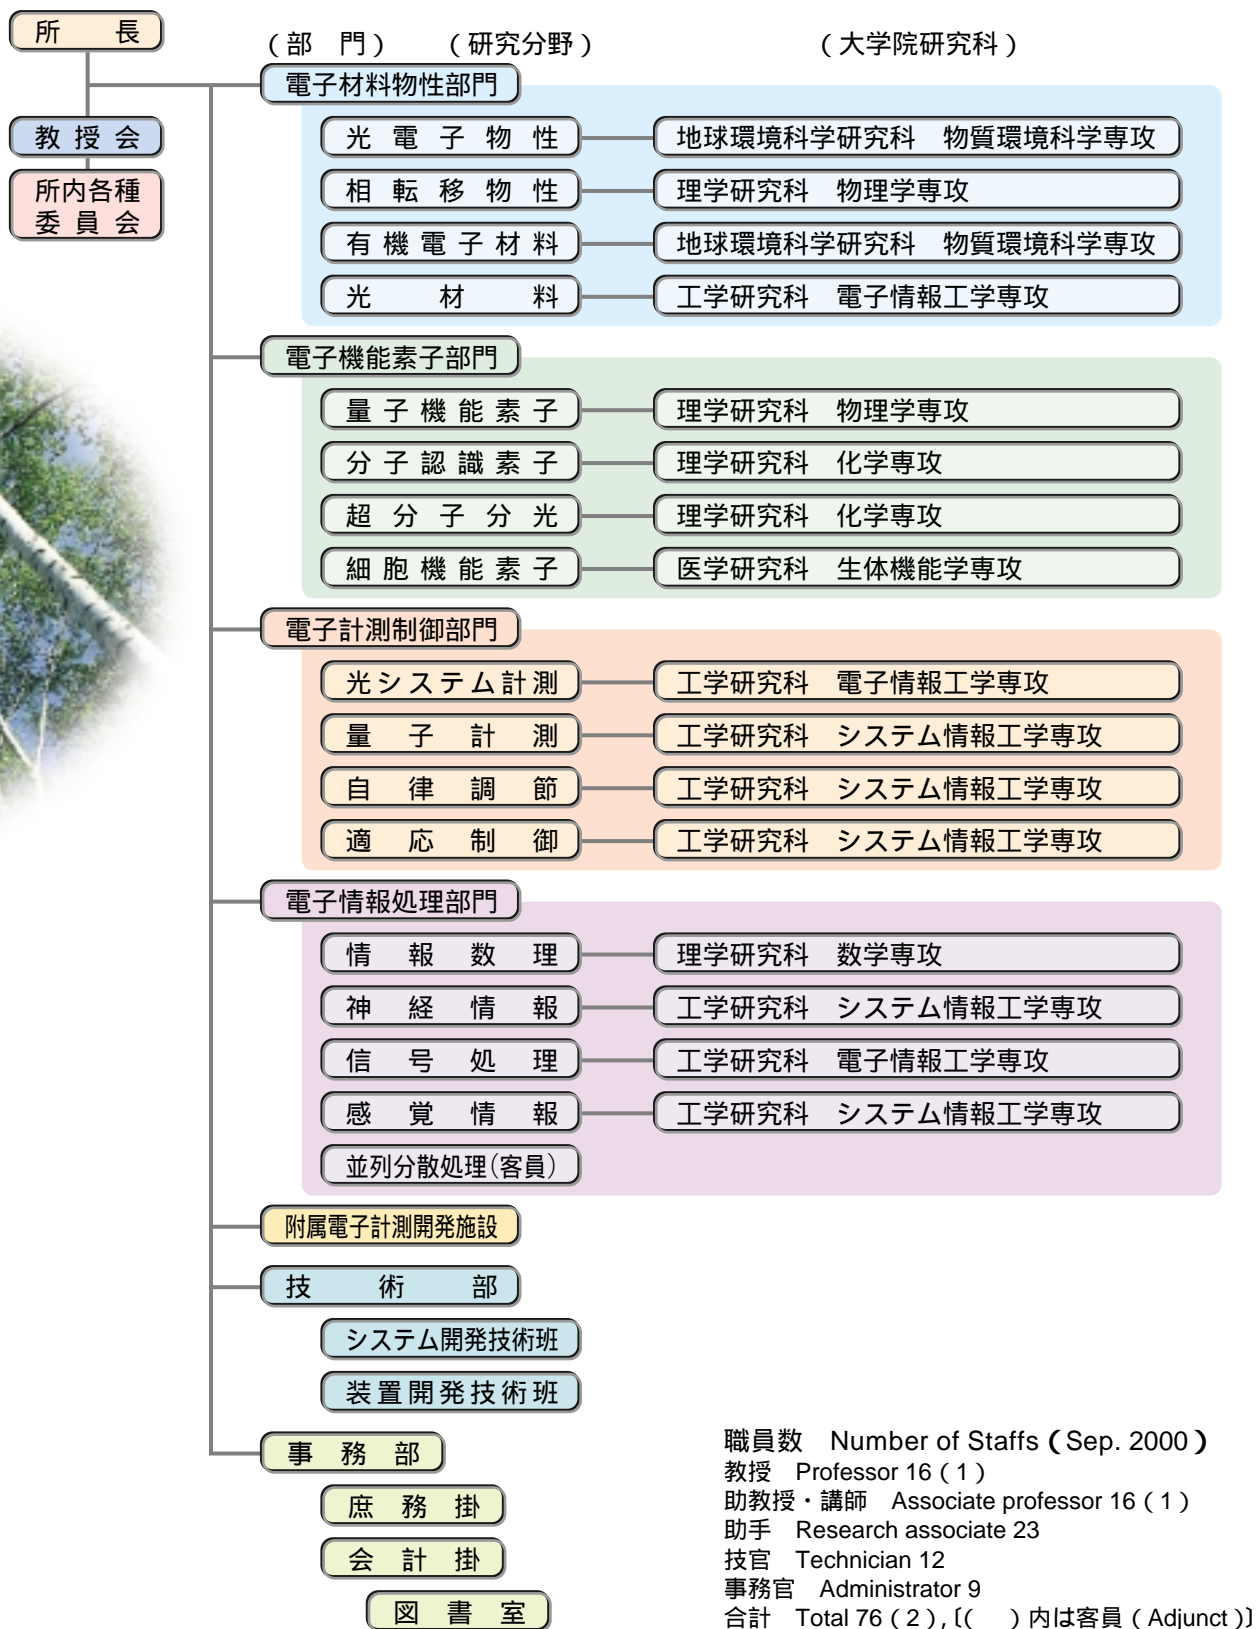 所長
（部　門）　（研究分野）　（大学院研究科）
電子材料物性部門
教授会
所内各種
委員会
光電子物性　地球環境科学研究科　物質環境科学専攻
相転移物性　理学研究科　物理学専攻
有機電子材料　地球環境科学研究科　物質環境科学専攻
光材料　工学研究科　電子情報工学専攻
電子機能素子部門
量子機能素子　理学研究科　物理学専攻
分子認識素子　理学研究科　化学専攻
超分子分光　理学研究科　化学専攻
細胞機能素子　医学研究科　生体機能学専攻
電子計測制御部門
光システム計測　工学研究科　電子情報工学専攻
量子計測　工学研究科　システム情報工学専攻
自律調節　工学研究科　システム情報工学専攻
適応制御　工学研究科　システム情報工学専攻
電子情報処理部門
情報数理　理学研究科　数学専攻
神経情報　工学研究科　システム情報工学専攻
信号処理　工学研究科　電子情報工学専攻
感覚情報　工学研究科　システム情報工学専攻
並列分散処理（客員）
附属電子計測開発施設
技術部
システム開発技術班
装置開発技術班
事務部
庶務掛
会計掛
図書室
職員数　Number of Staffs（Sep. 2000）
教授　Professor 16（1）
助教授・講師　Associate professor 16（1）
助手　Research associate 23
技官　Technician 12
事務官　Administrator 9
合計　Total 76（2），〔（　）内は客員（Adjunct）〕